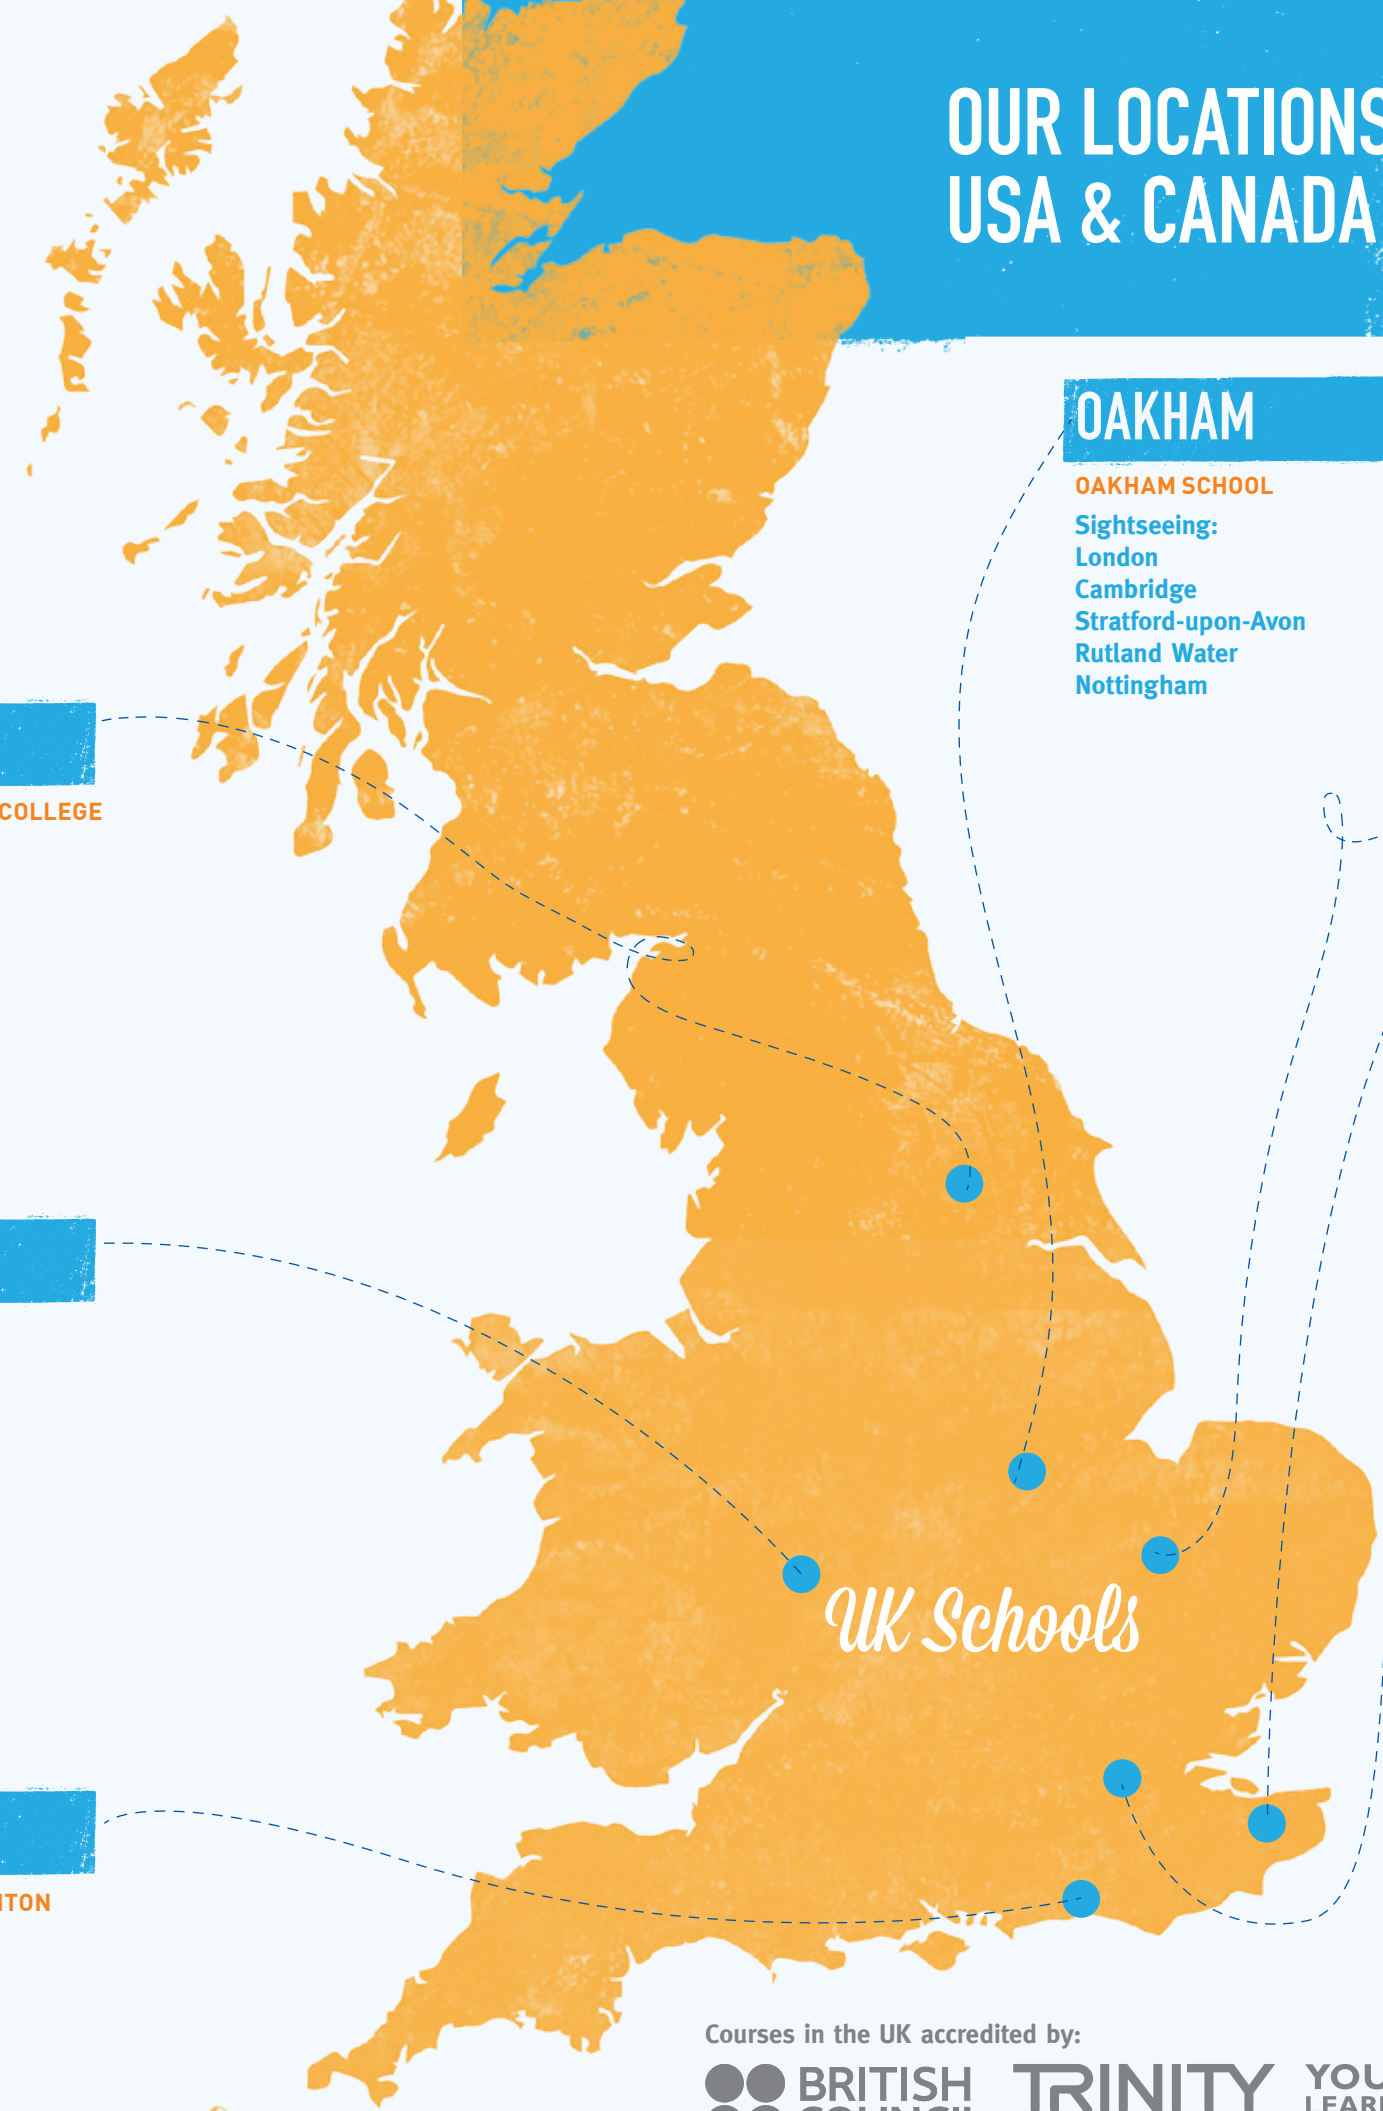 OUR LOCATIONS
USA & CANADA
OAKHAM
OAKHAM SCHOOL
Sightseeing:
London
Cambridge
Stratford-upon-Avon
Rutland Water
Nottingham
COLLEGE
UK Schools
Courses in the UK accredited by:
BRITISH
TRINITY